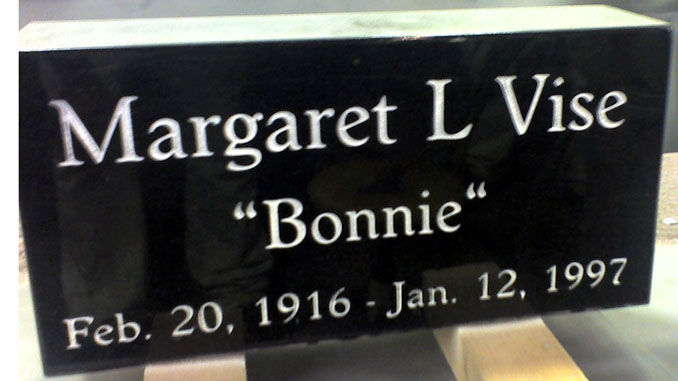 Margaret L Vise
“Bonnie“
Feb. 20, 1916 - Jan. 12, 1997